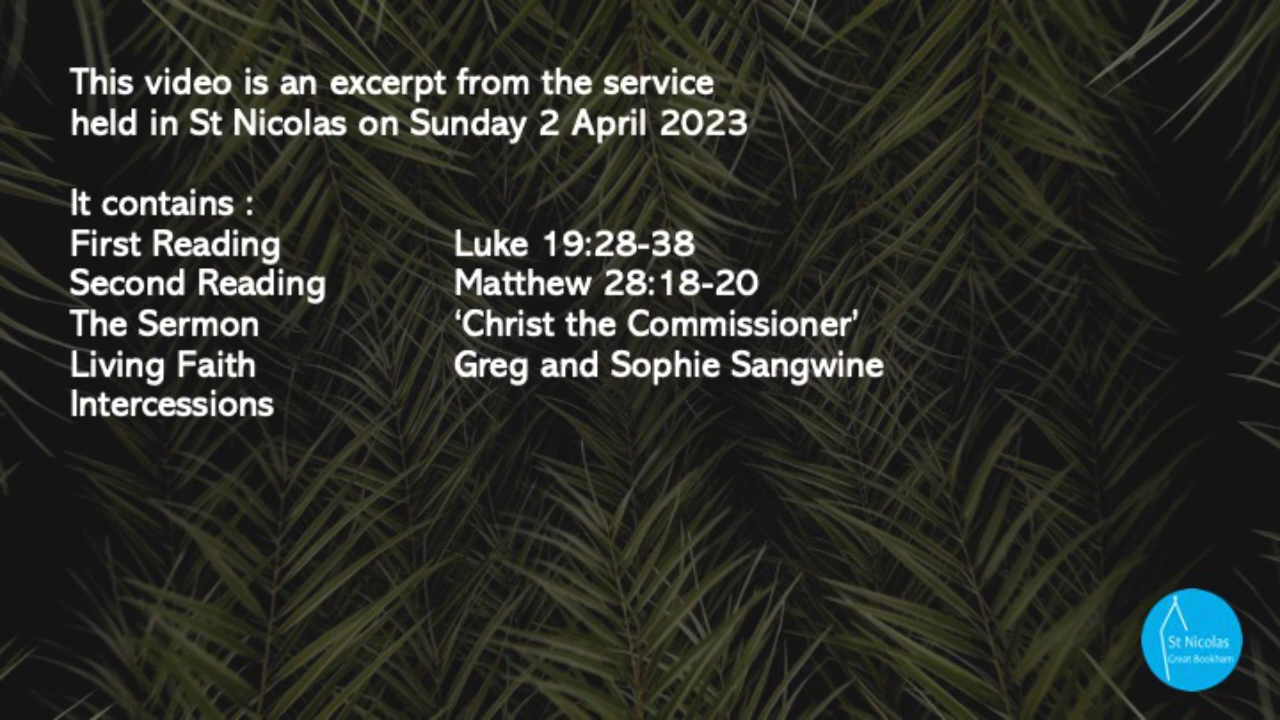 This video is an excerpt from the service
held in St Nicolas on Sunday 2 April 2023
It contains :
First Reading Luke 19:28-38
Second Reading Matthew 28:18-20
The Sermon ‘Christ the Commissioner’
Living Faith Greg and Sophie Sangwine
Intercessions
St Nicolas
Great Bookham